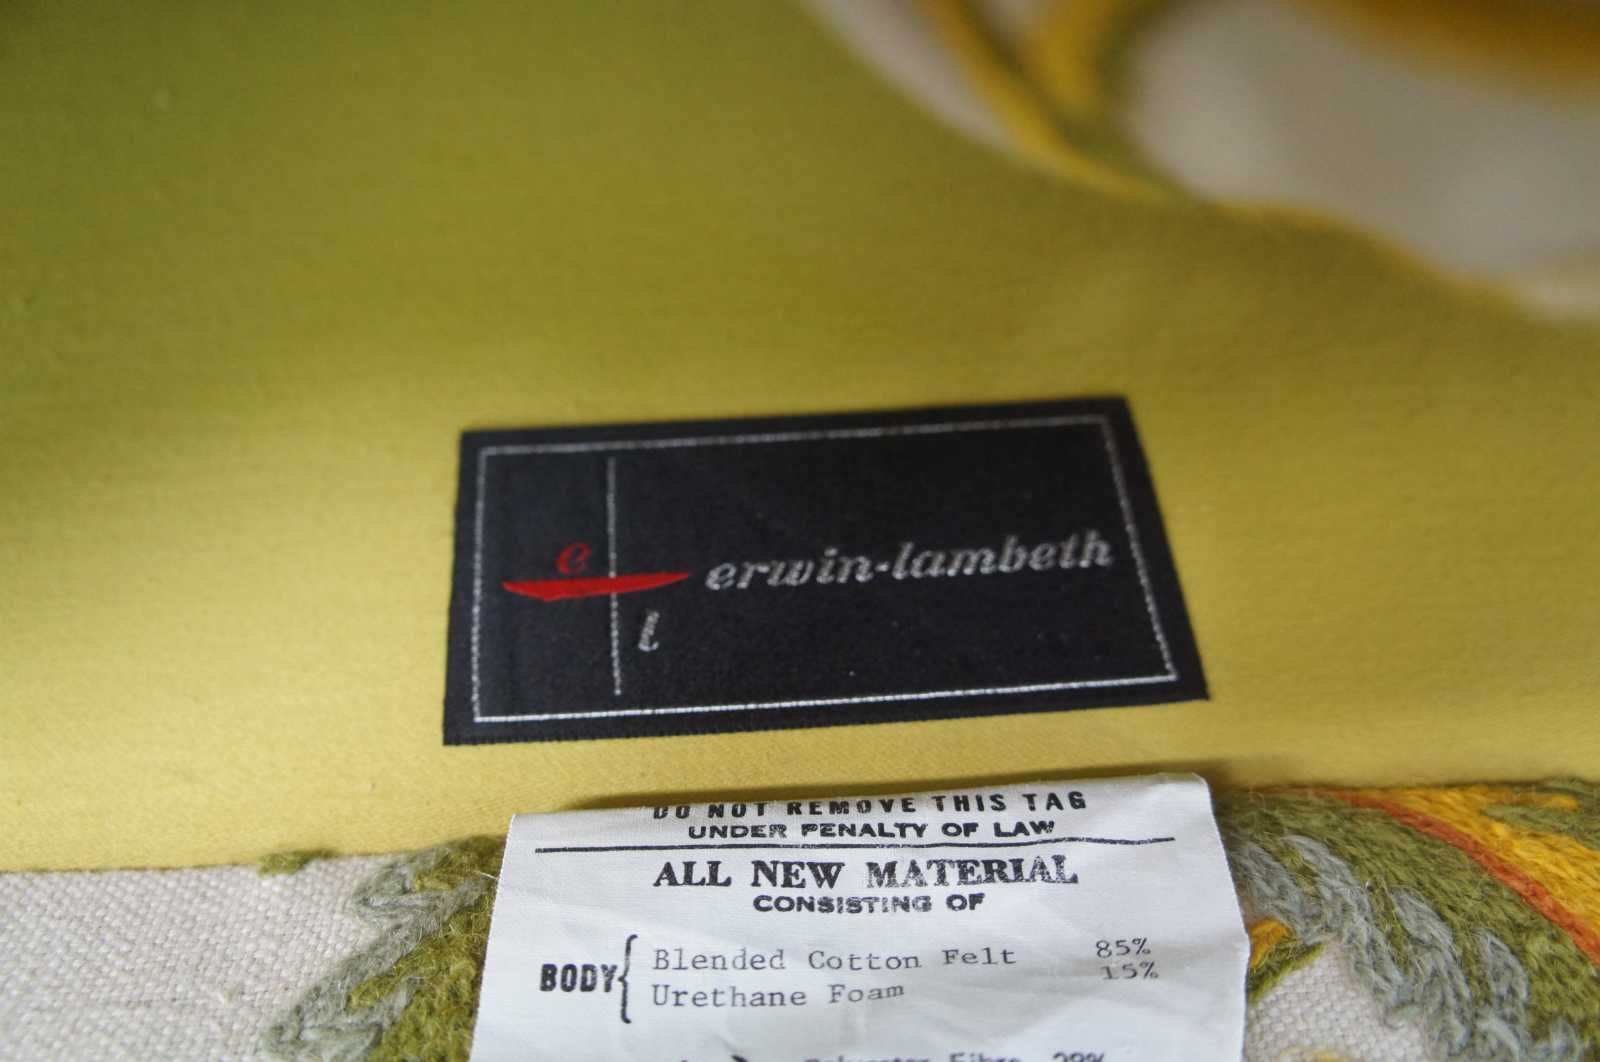 e
l
erwin-lambeth
DO NOT REMOVE THIS TAG
UNDER PENALTY OF LAW
ALL NEW MATERIAL
CONSISTING OF
BODY { Blended Cotton Felt 85%
Urethane Foam 15%
Fibre